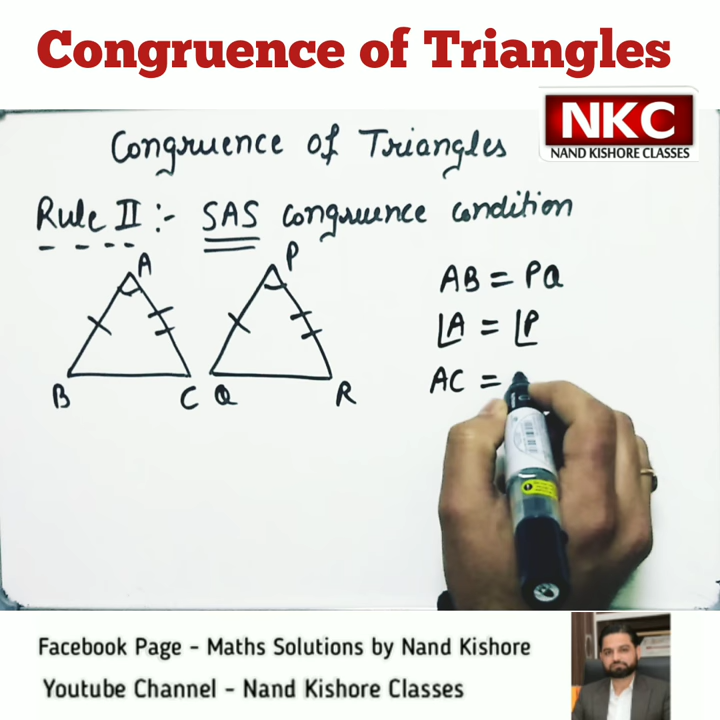 Congruence of Triangles
NKC
NAND KISHORE CLASSES
Congruence of Triangles
Rule II :- SAS congruence condition
A
P
B
C
Q
R
AB = PQ
∠A = ∠P
AC =
Facebook Page - Maths Solutions by Nand Kishore
Youtube Channel - Nand Kishore Classes